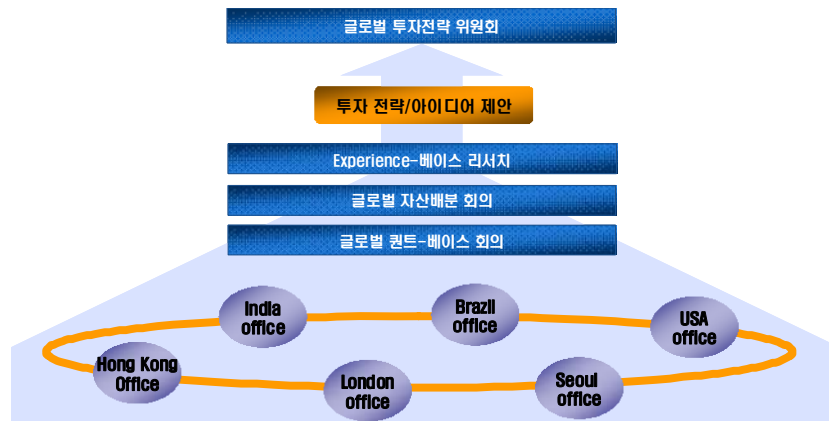 글로벌 투자전략 위원회
투자 전략/아이디어 제안
Experience-베이스 리서치
글로벌 자산배분 회의
글로벌 퀀트-베이스 회의
India
office
Brazil
office
USA
office
Hong Kong
Office
London
office
Seoul
office